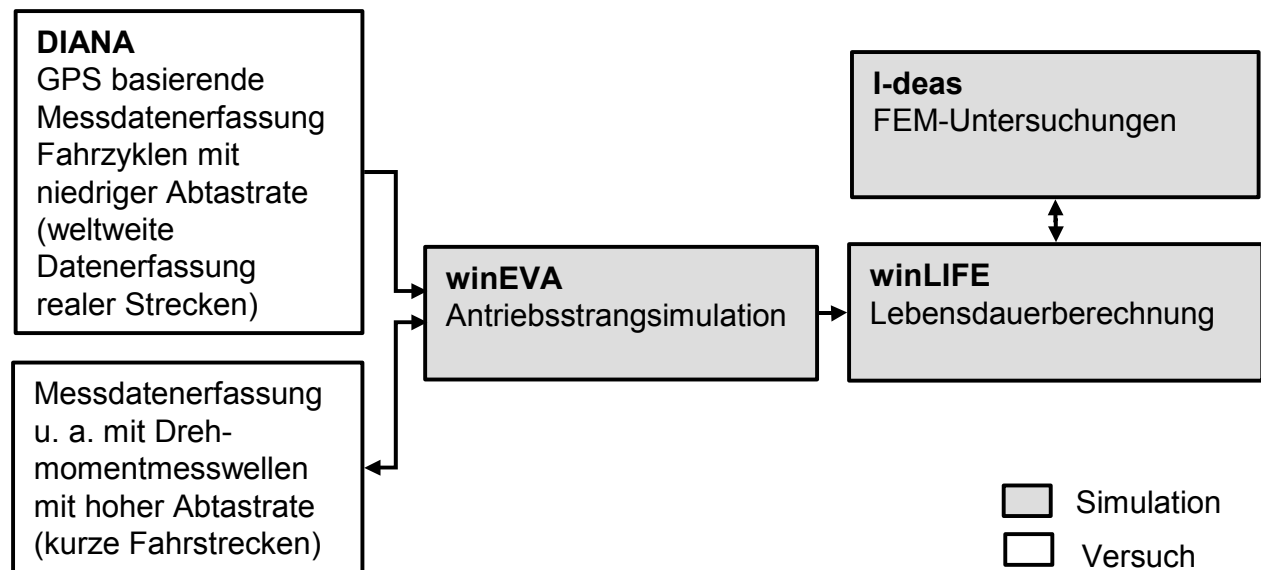 DIANA
GPS basierende
Messdatenerfassung
Fahrzyklen mit
niedriger Abtastrate
(weltweite
Datenerfassung
realer Strecken)
Messdatenerfassung
u. a. mit Dreh-
momentmesswellen
mit hoher Abtastrate
(kurze Fahrstrecken)
winEVA
Antriebsstrangsimulation
I-deas
FEM-Untersuchungen
winLIFE
Lebensdauerberechnung
Simulation
Versuch